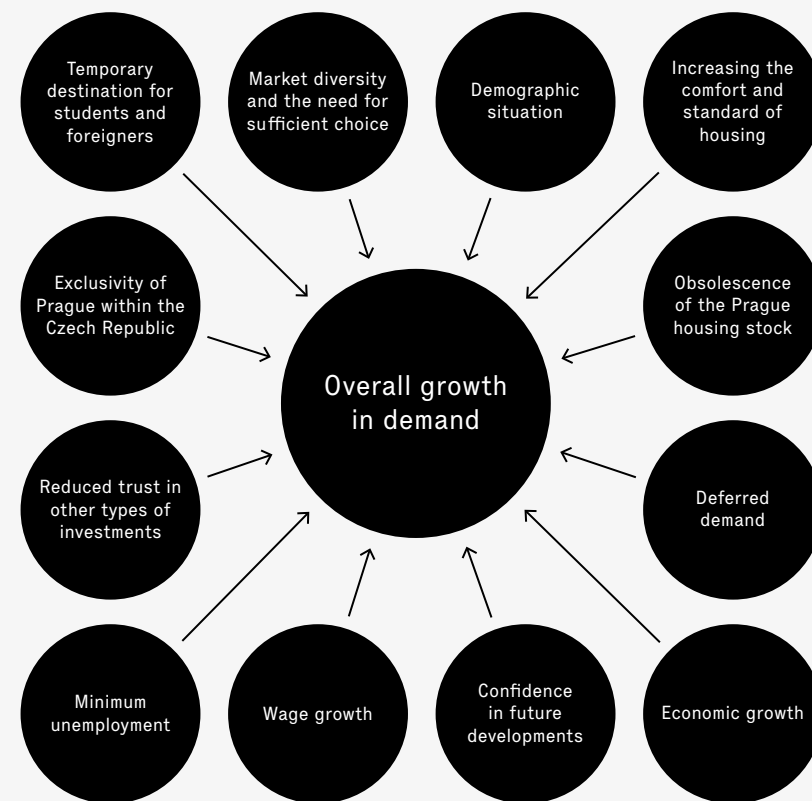 Temporary
destination for
students and
foreigners
Market diversity
and the need for
sufficient choice
Demographic
situation
Increasing the
comfort and
standard of
housing
Exclusivity of
Prague within the
Czech Republic
Obsolescence
of the Prague
housing stock
Overall growth
in demand
Reduced trust in
other types of
investments
Deferred
demand
Minimum
unemployment
Wage growth
Confidence
in future
developments
Economic growth